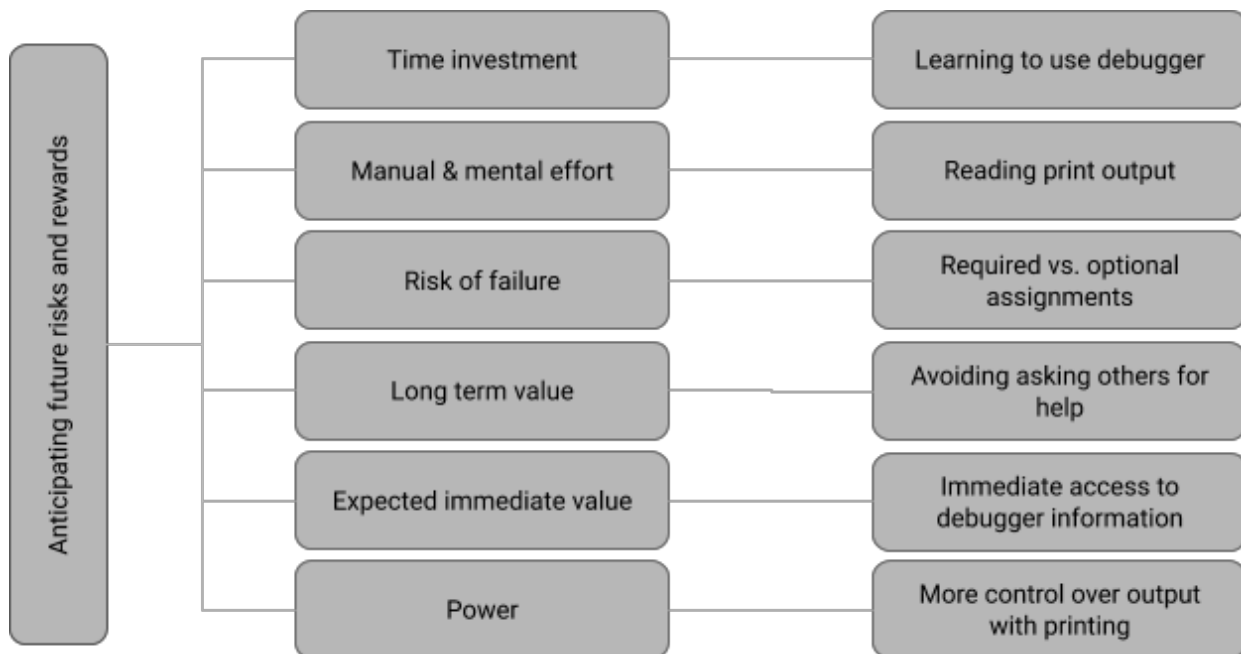 Anticipating future risks and rewards
Time investment
Learning to use debugger
Manual & mental effort
Reading print output
Risk of failure
Required vs. optional
assignments
Long term value
Avoiding asking others for
help
Expected immediate value
Immediate access to
debugger information
Power
More control over output
with printing